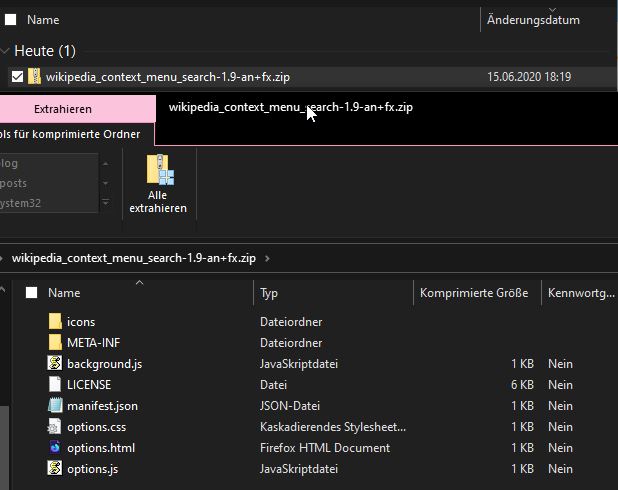 Name Änderungsdatum
Heute (1)
wikipedia_context_menu_search-1.9-an+fx.zip 15.06.2020 18:19
Extrahieren wikipedia_context_menu_search-1.9-an+fx.zip
ols für komprimierte Ordner
log
posts
ystem32
Alle
extrahieren
wikipedia_context_menu_search-1.9-an+fx.zip
Name Typ Komprimierte Größe Kennwortg...
icons Dateiordner
META-INF Dateiordner
background.js JavaSkriptdatei 1 KB Nein
LICENSE Datei 6 KB Nein
manifest.json JSON-Datei 1 KB Nein
options.css Kaskadierendes Stylesheet... 1 KB Nein
options.html Firefox HTML Document 1 KB Nein
options.js JavaSkriptdatei 1 KB Nein